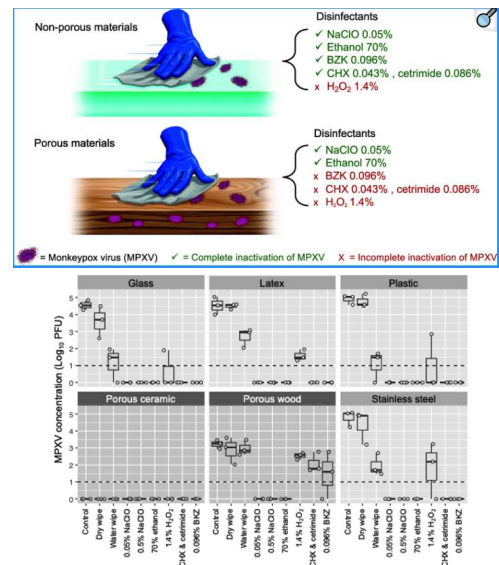 Non-porous materials
Disinfectants
✓ NaClO 0.05%
✓ Ethanol 70%
✓ BZK 0.096%
✓ CHX 0.043% , cetrimide 0.086%
x H₂O₂ 1.4%
Porous materials
Disinfectants
✓ NaClO 0.05%
✓ Ethanol 70%
x BZK 0.096%
x CHX 0.043%, cetrimide 0.086%
x H₂O₂ 1.4%
= Monkeypox virus (MPXV)
✓ = Complete inactivation of MPXV
X = Incomplete inactivation of MPXV
MPXV concentration (Log₁₀ PFU)
Glass
Latex
Plastic
5
4
3
2
1
0
Porous ceramic
Porous wood
Stainless steel
5
4
3
2
1
0
Control
Dry wipe
Water wipe
0.05% NaClO
0.5% NaClO
70% ethanol
1.4% H₂O₂
CHX & cetrimide
0.096% BKZ
Control
Dry wipe
Water wipe
0.05% NaClO
0.5% NaClO
70% ethanol
1.4% H₂O₂
CHX & cetrimide
0.096% BKZ
Control
Dry wipe
Water wipe
0.05% NaClO
0.5% NaClO
70% ethanol
1.4% H₂O₂
CHX & cetrimide
0.096% BKZ